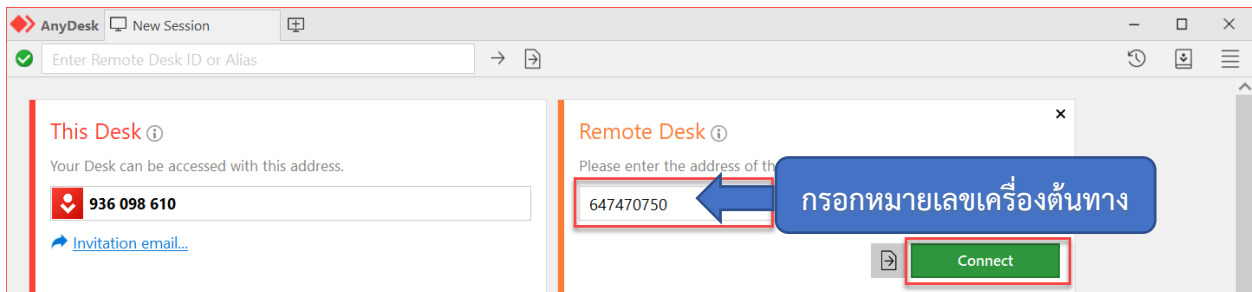 AnyDesk New Session
Enter Remote Desk ID or Alias
This Desk
Your Desk can be accessed with this address.
936 098 610
Invitation email...
Remote Desk
Please enter the address of th
647470750
กรอกหมายเลขเครื่องต้นทาง
Connect